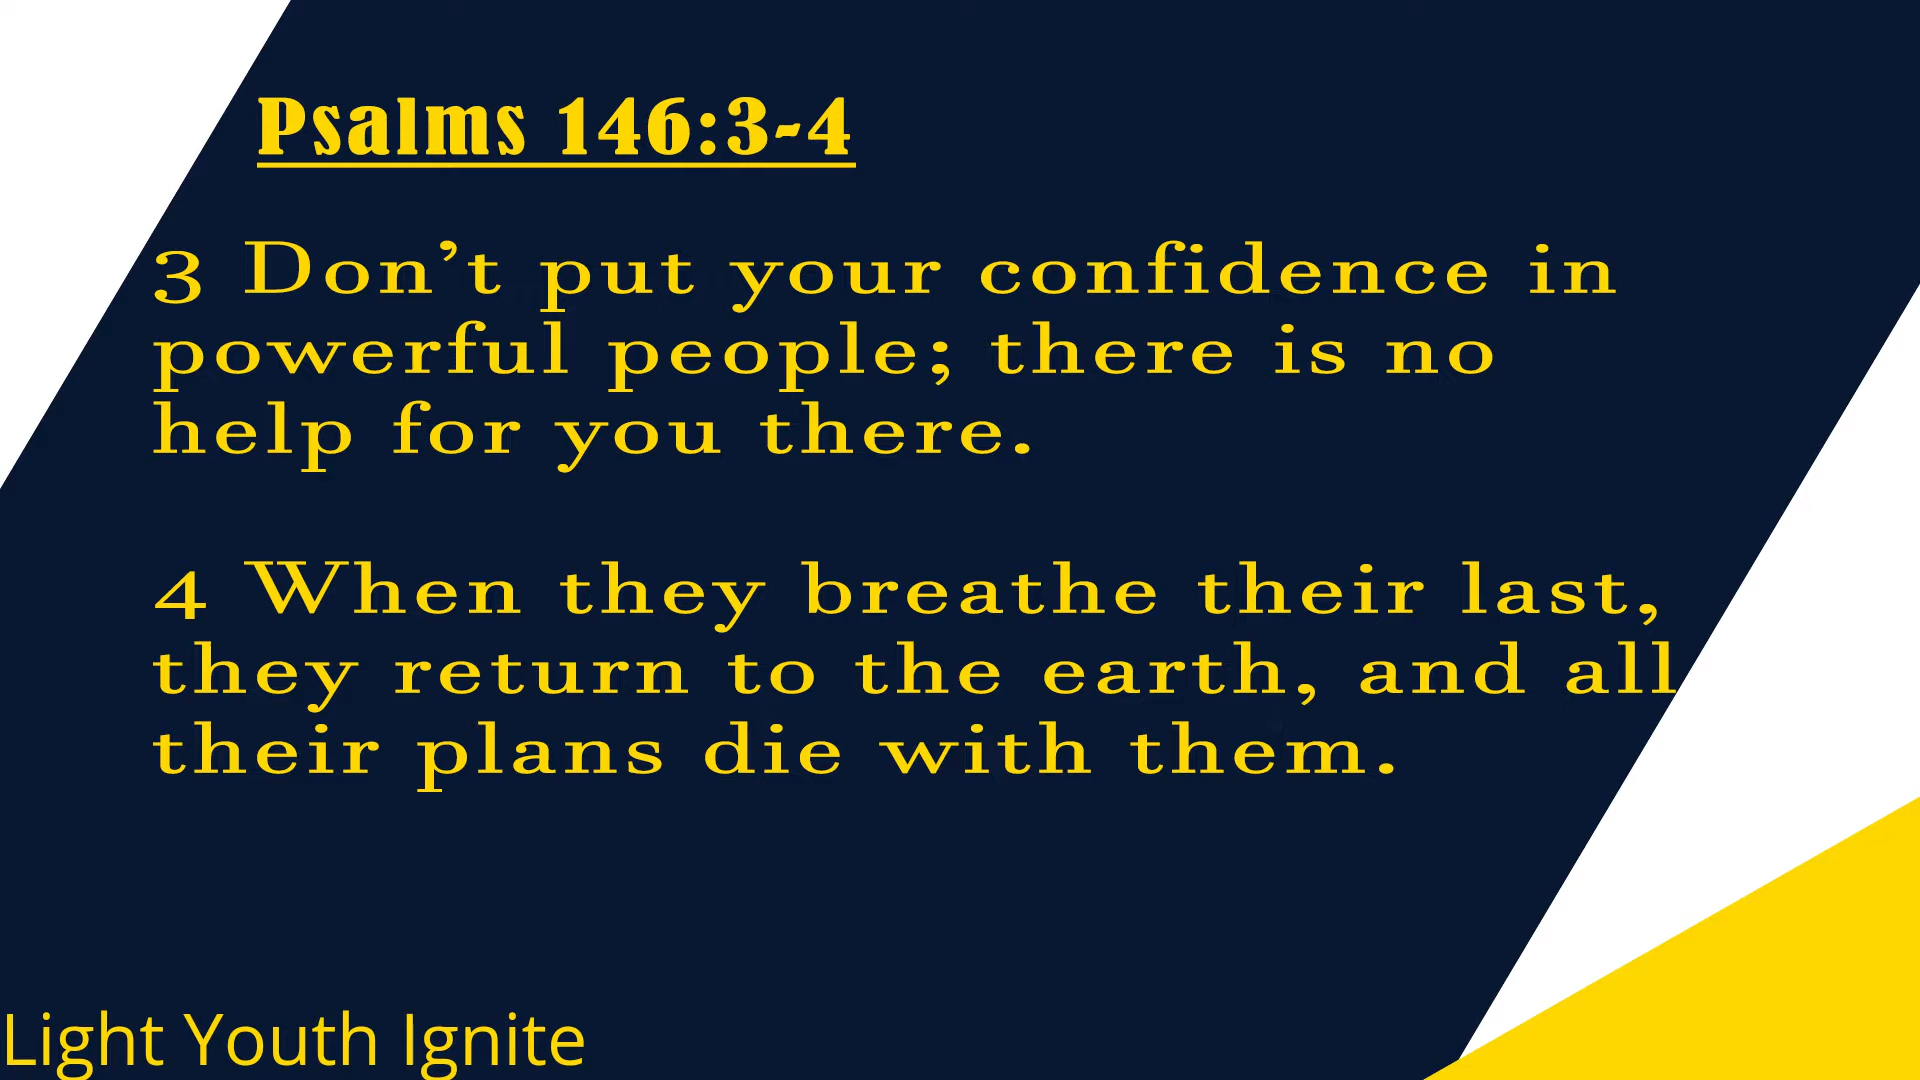 Psalms 146:3-4
3 Don’t put your confidence in
powerful people; there is no
help for you there.
4 When they breathe their last,
they return to the earth, and all
their plans die with them.
Light Youth Ignite